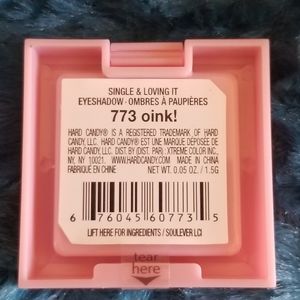 SINGLE & LOVING IT
EYESHADOW · OMBRES À PAUPIÈRES
773 oink!
HARD CANDY® IS A REGISTERED TRADEMARK OF HARD
CANDY, LLC. HARD CANDY® EST UNE MARQUE DÉPOSÉE DE
HARD CANDY, LLC. DIST. BY/DIST. PAR: XTREME COLOR INC.,
NY, NY 10021. WWW.HARDCANDY.COM. MADE IN CHINA
FABRIQUÉ EN CHINE NET WT. 0.05 OZ. / 1.5G
6 76045 60773 5
LIFT HERE FOR INGREDIENTS / SOULEVER ICI
tear
here